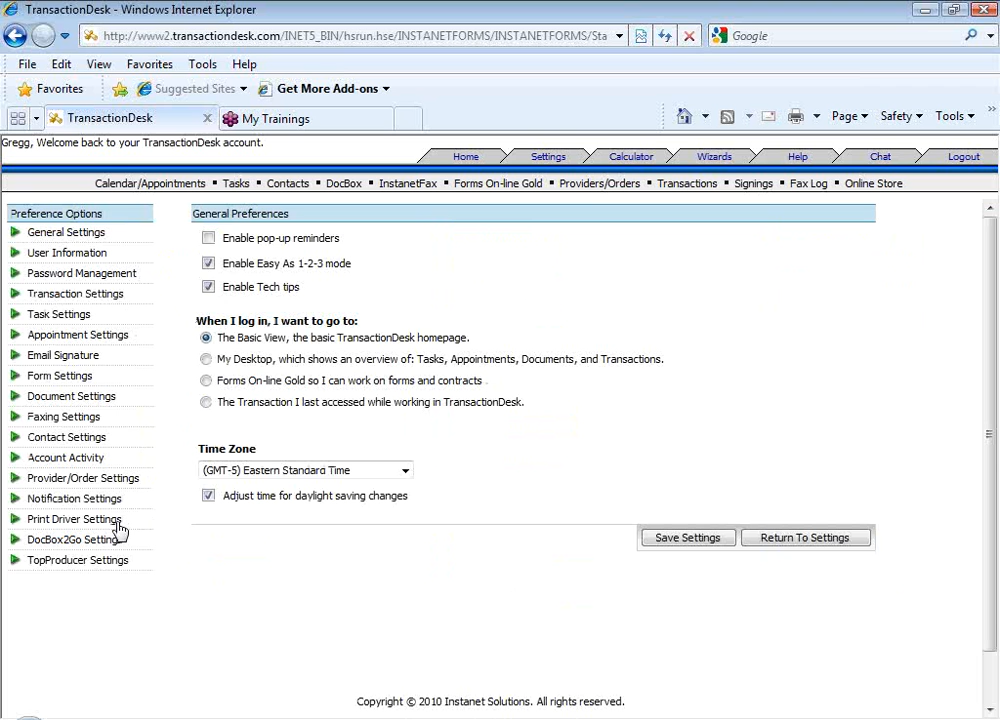 TransactionDesk - Windows Internet Explorer
http://www2.transactiondesk.com/INET5_BIN/hsrun.hse/INSTANETFORMS/INSTANETFORMS/Sta
Google
File Edit View Favorites Tools Help
Favorites Suggested Sites Get More Add-ons
TransactionDesk My Trainings Page Safety Tools
Gregg, Welcome back to your TransactionDesk account.
Home Settings Calculator Wizards Help Chat Logout
Calendar/Appointments Tasks Contacts DocBox InstanetFax Forms On-line Gold Providers/Orders Transactions Signings Fax Log Online Store
Preference Options
General Settings
User Information
Password Management
Transaction Settings
Task Settings
Appointment Settings
Email Signature
Form Settings
Document Settings
Faxing Settings
Contact Settings
Account Activity
Provider/Order Settings
Notification Settings
Print Driver Settings
DocBox2Go Settings
TopProducer Settings
General Preferences
Enable pop-up reminders
Enable Easy As 1-2-3 mode
Enable Tech tips
When I log in, I want to go to:
The Basic View, the basic TransactionDesk homepage.
My Desktop, which shows an overview of: Tasks, Appointments, Documents, and Transactions.
Forms On-line Gold so I can work on forms and contracts .
The Transaction I last accessed while working in TransactionDesk.
Time Zone
(GMT-5) Eastern Standard Time
Adjust time for daylight saving changes
Save Settings Return To Settings
Copyright © 2010 Instanet Solutions. All rights reserved.